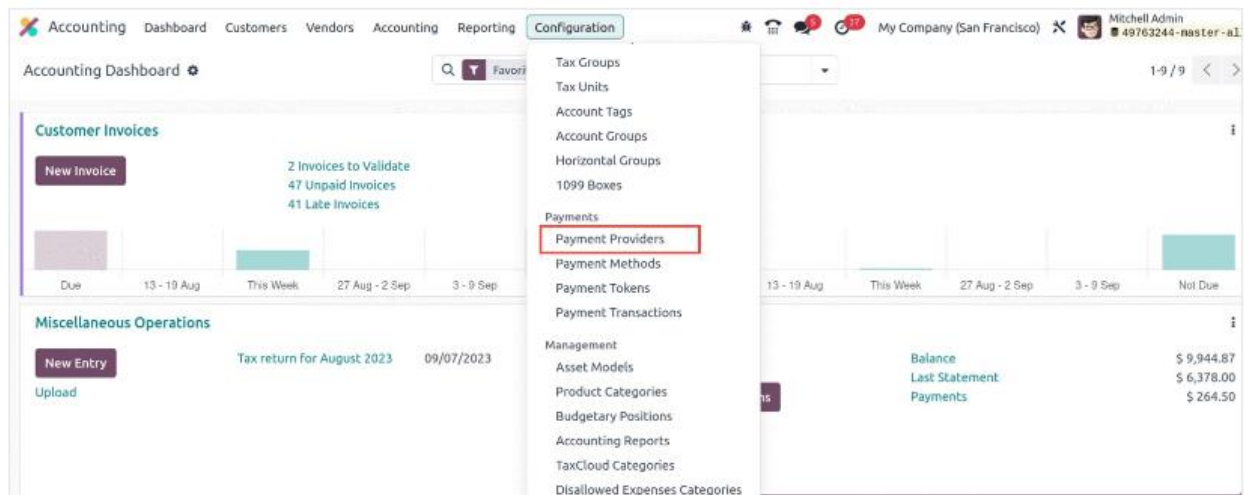 Accounting Dashboard Customers Vendors Accounting Reporting Configuration 5 37 My Company (San Francisco) Mitchell Admin
49763244-master-al
Accounting Dashboard Favori 1-9 / 9
Tax Groups
Tax Units
Account Tags
Account Groups
Horizontal Groups
1099 Boxes
Payments
Payment Providers
Payment Methods
Payment Tokens
Payment Transactions
Management
Asset Models
Product Categories
Budgetary Positions
Accounting Reports
TaxCloud Categories
Disallowed Expenses Categories
Customer Invoices
New Invoice
2 Invoices to Validate
47 Unpaid Invoices
41 Late Invoices
Due 13 - 19 Aug This Week 27 Aug - 2 Sep 3 - 9 Sep
13 - 19 Aug This Week 27 Aug - 2 Sep 3 - 9 Sep Not Due
Miscellaneous Operations
New Entry Tax return for August 2023 09/07/2023
Upload
Balance $ 9,944.87
Last Statement $ 6,378.00
Payments $ 264.50